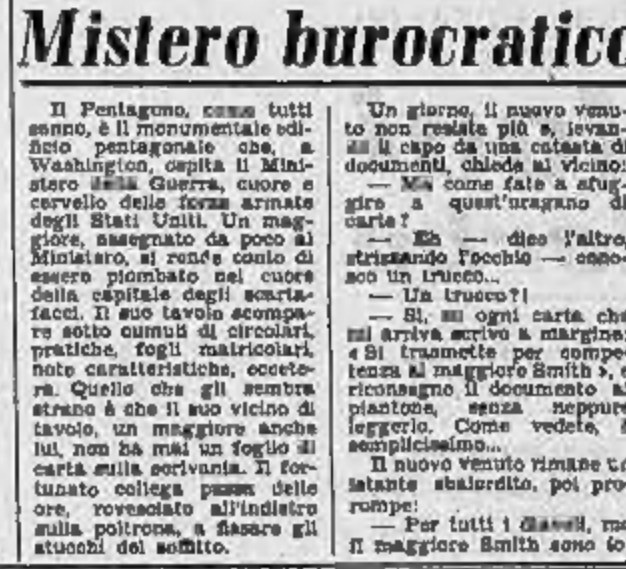 Mistero burocratico
Il Pentagono, come tutti
sanno, è il monumentale edi-
ficio pentagonale che, a
Washington, ospita il Mini-
stero della Guerra, cuore e
cervello delle forze armate
degli Stati Uniti. Un mag-
giore, assegnato da poco al
Ministero, si rende conto di
essere piombato nel cuore
della capitale degli scarta-
facci. Il suo tavolo scompa-
re sotto cumuli di circolari,
pratiche, fogli matricolari,
note caratteristiche, eccete-
ra. Quello che gli sembra
strano è che il suo vicino di
tavolo, un maggiore anche
lui, non ha mai un foglio di
carta sulla scrivania. Il for-
tunato collega passa delle
ore, rovesciato all'indietro
sulla poltrona, a fissare gli
stucchi del soffitto.
Un giorno, il nuovo venu-
to non resiste più e, levan-
do il capo da una catasta di
documenti, chiede al vicino:
— Ma come fate a sfug-
gire a quest'uragano di
carte?
— Eh — dice l'altro,
strizzando l'occhio — cono-
sco un trucco...
— Un trucco?!
— Sì, su ogni carta che
mi arriva scrivo a margine:
« Si trasmette per compe-
tenza al maggiore Smith », e
riconsegno il documento al
piantone, senza neppure
leggerlo. Come vedete, è
semplicissimo...
Il nuovo venuto rimane un
istante sbalordito, poi pro-
rompe:
— Per tutti i diavoli, ma
il maggiore Smith sono io